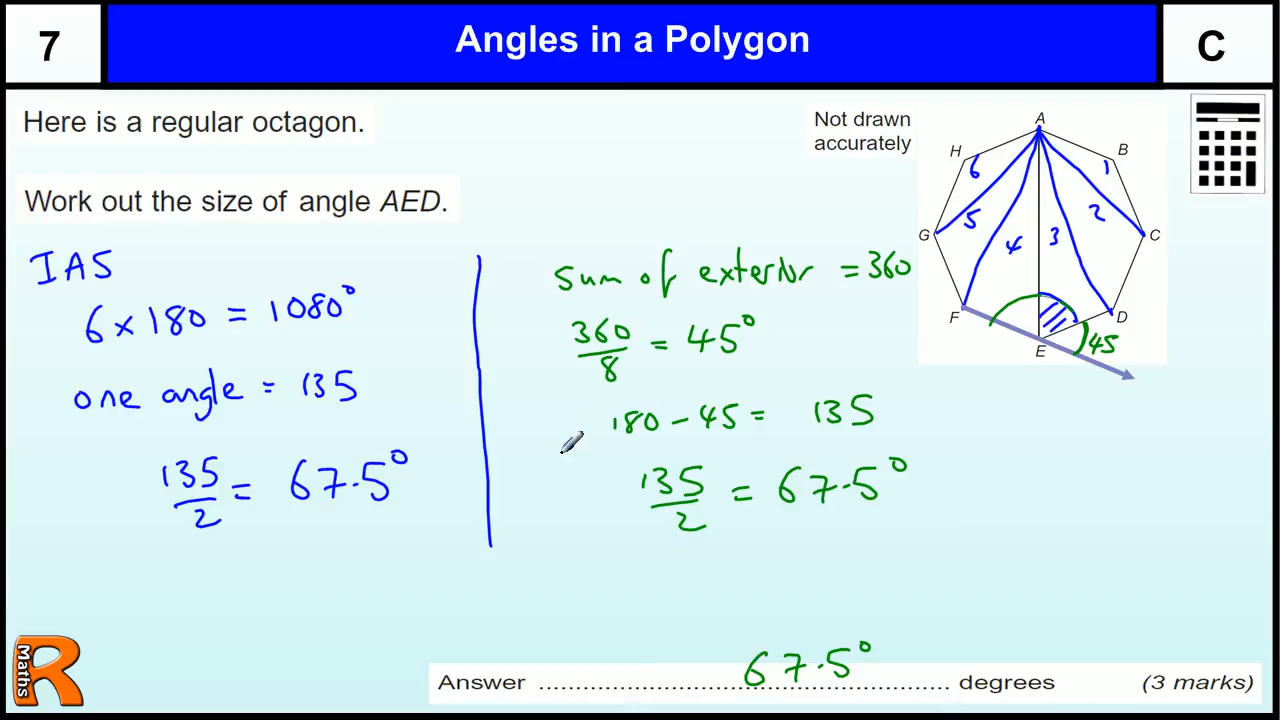 7
Angles in a Polygon
C
Here is a regular octagon.
Not drawn
accurately
Work out the size of angle AED.
A
H
B
6
1
5
2
4
3
G
C
F
D
E
45
IAS
6 × 180 = 1080°
one angle = 135
135/2 = 67.5°
sum of exterior = 360
360/8 = 45°
180 - 45 = 135
135/2 = 67.5°
67.5°
Answer ................................................................ degrees
(3 marks)
R Maths